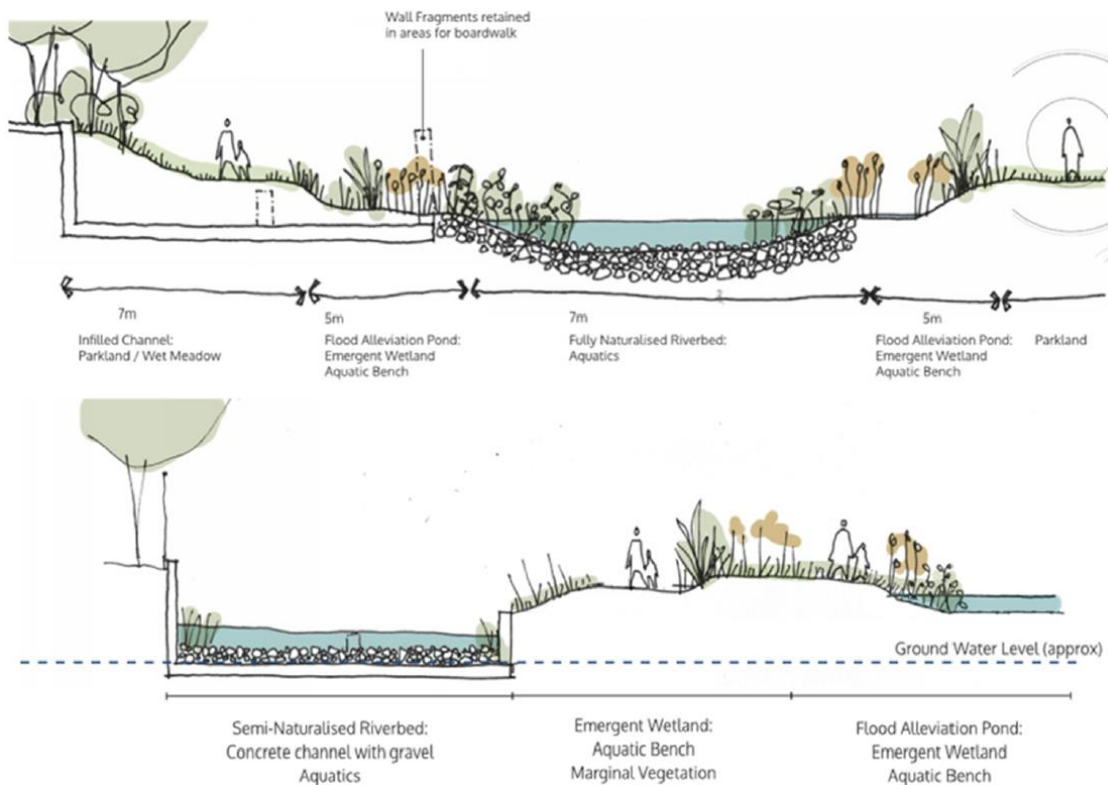 Wall Fragments retained
in areas for boardwalk
7m
Infilled Channel:
Parkland / Wet Meadow
5m
Flood Alleviation Pond:
Emergent Wetland
Aquatic Bench
7m
Fully Naturalised Riverbed:
Aquatics
5m
Flood Alleviation Pond:
Emergent Wetland
Aquatic Bench
Parkland
Ground Water Level (approx)
Semi-Naturalised Riverbed:
Concrete channel with gravel
Aquatics
Emergent Wetland:
Aquatic Bench
Marginal Vegetation
Flood Alleviation Pond:
Emergent Wetland
Aquatic Bench